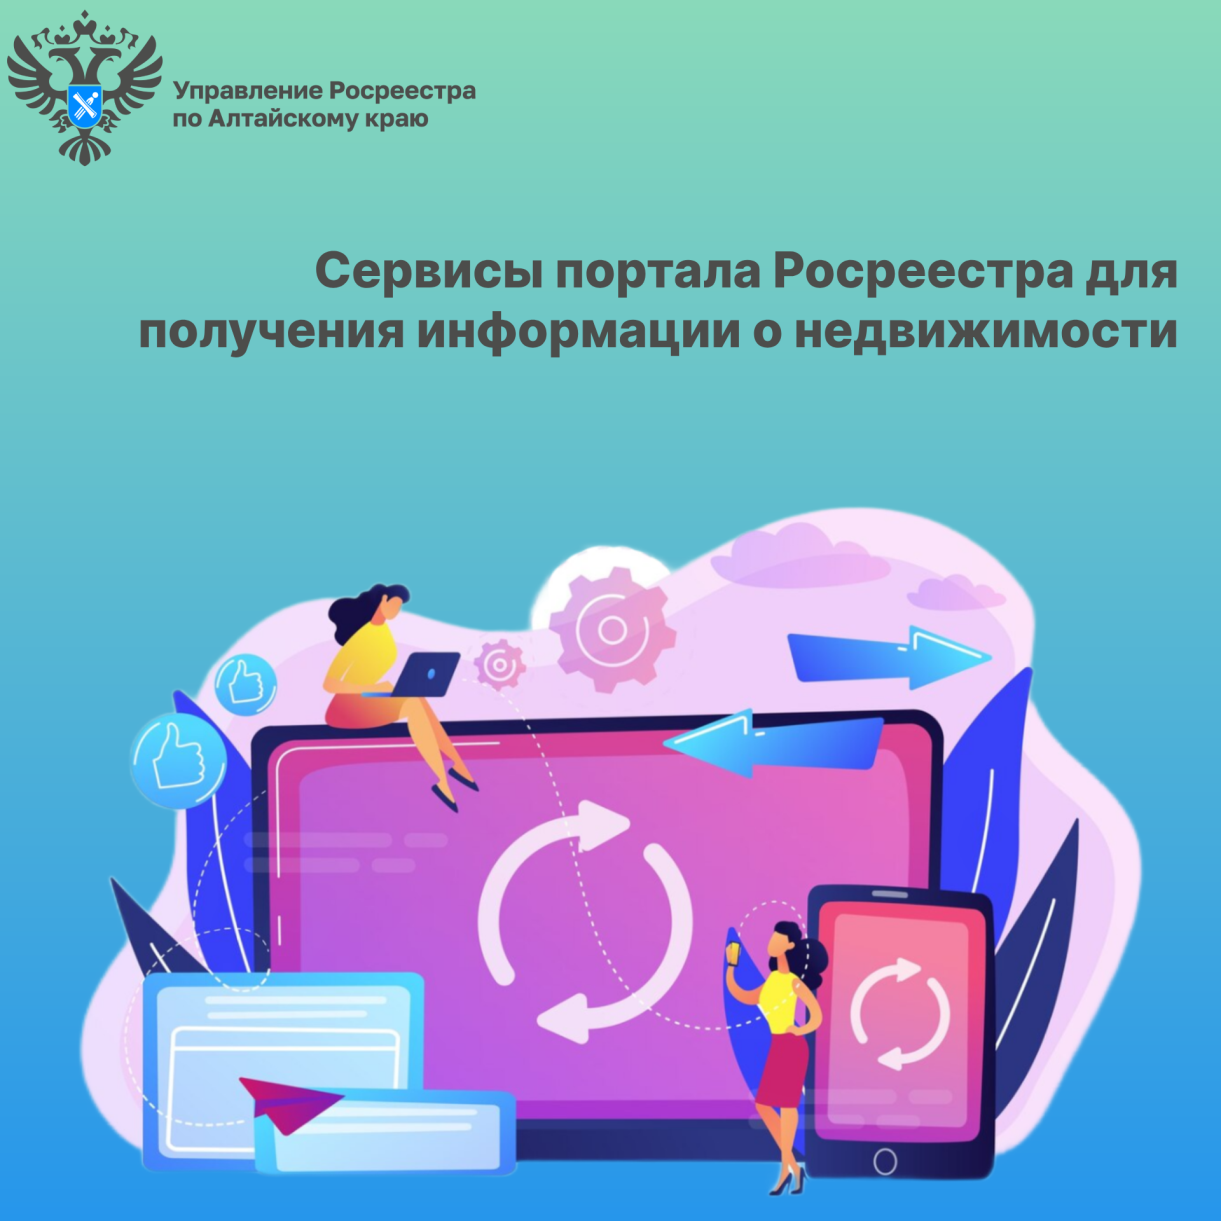 Управление Росреестра
по Алтайскому краю
Сервисы портала Росреестра для
получения информации о недвижимости